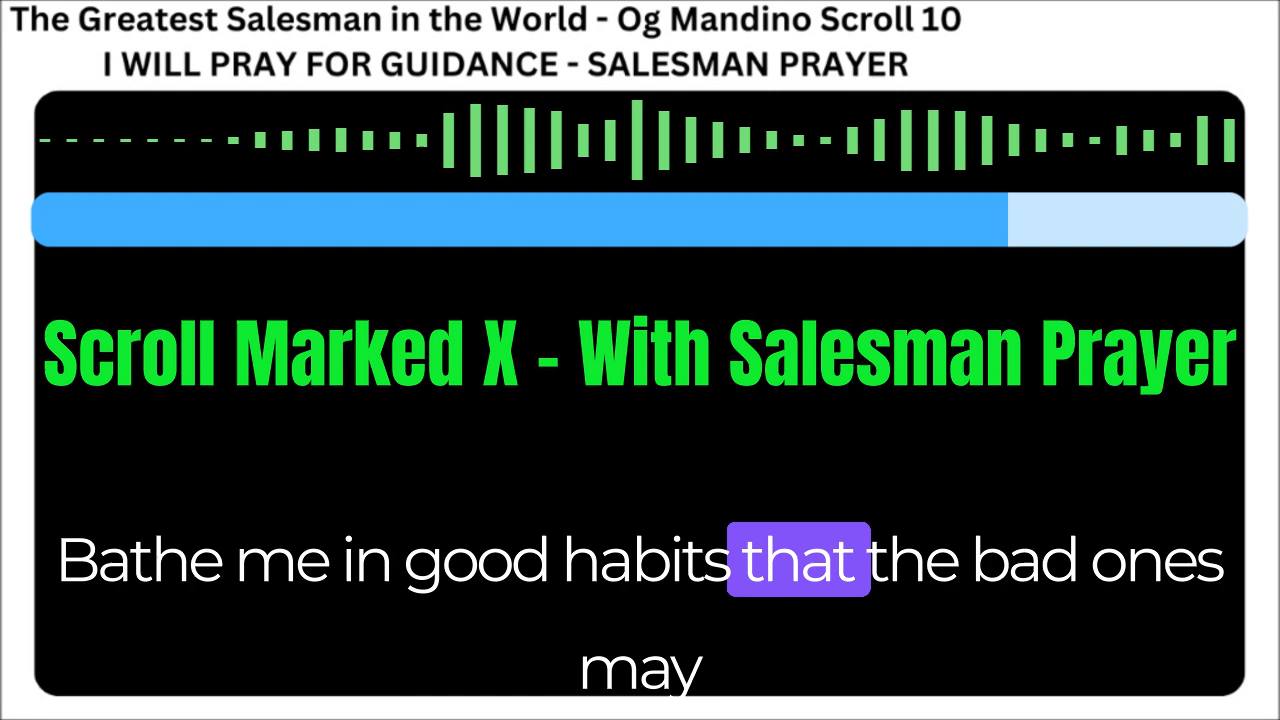 The Greatest Salesman in the World - Og Mandino Scroll 10
I WILL PRAY FOR GUIDANCE - SALESMAN PRAYER
Scroll Marked X - With Salesman Prayer
Bathe me in good habits that the bad ones
may